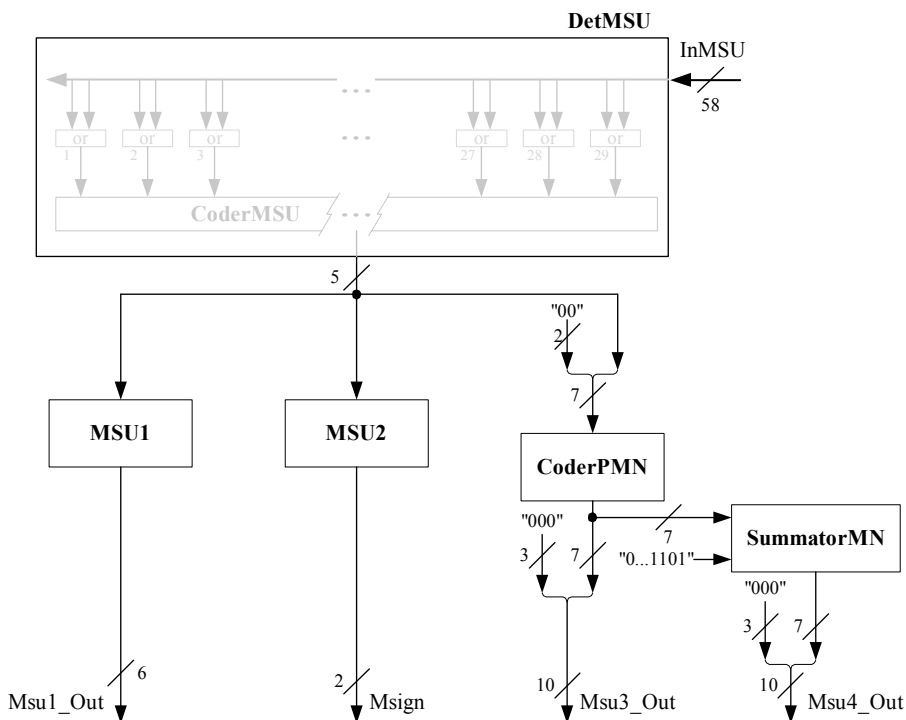 DetMSU
InMSU
58
or or or or or or
1 2 3 27 28 29
CoderMSU
5
"00"
2
7
MSU1 MSU2
CoderPMN
"000"
7
SummatorMN
3 7 "0...1101"
"000"
3 7
6 2 10 10
Msu1_Out Msign Msu3_Out Msu4_Out